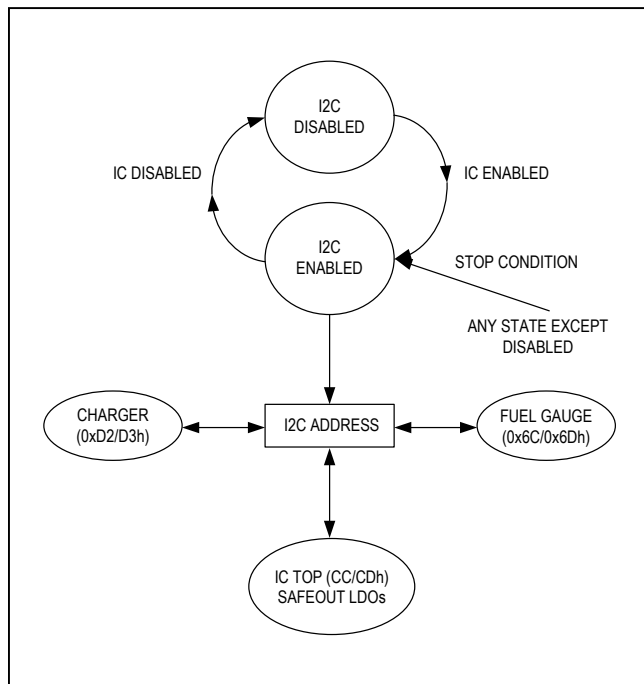 I2C
DISABLED
IC DISABLED
IC ENABLED
I2C
ENABLED
STOP CONDITION
ANY STATE EXCEPT
DISABLED
CHARGER
(0xD2/D3h)
I2C ADDRESS
FUEL GAUGE
(0x6C/0x6Dh)
IC TOP (CC/CDh)
SAFEOUT LDOs